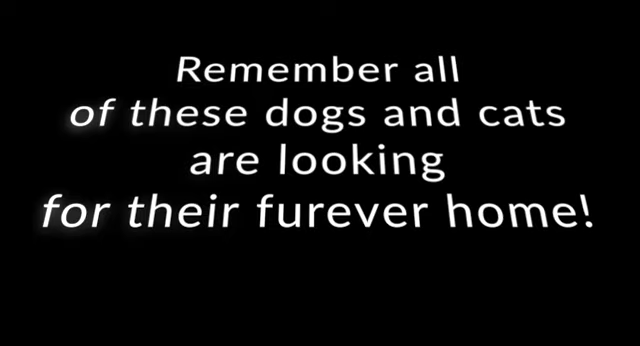 Remember all
of these dogs and cats
are looking
for their furever home!